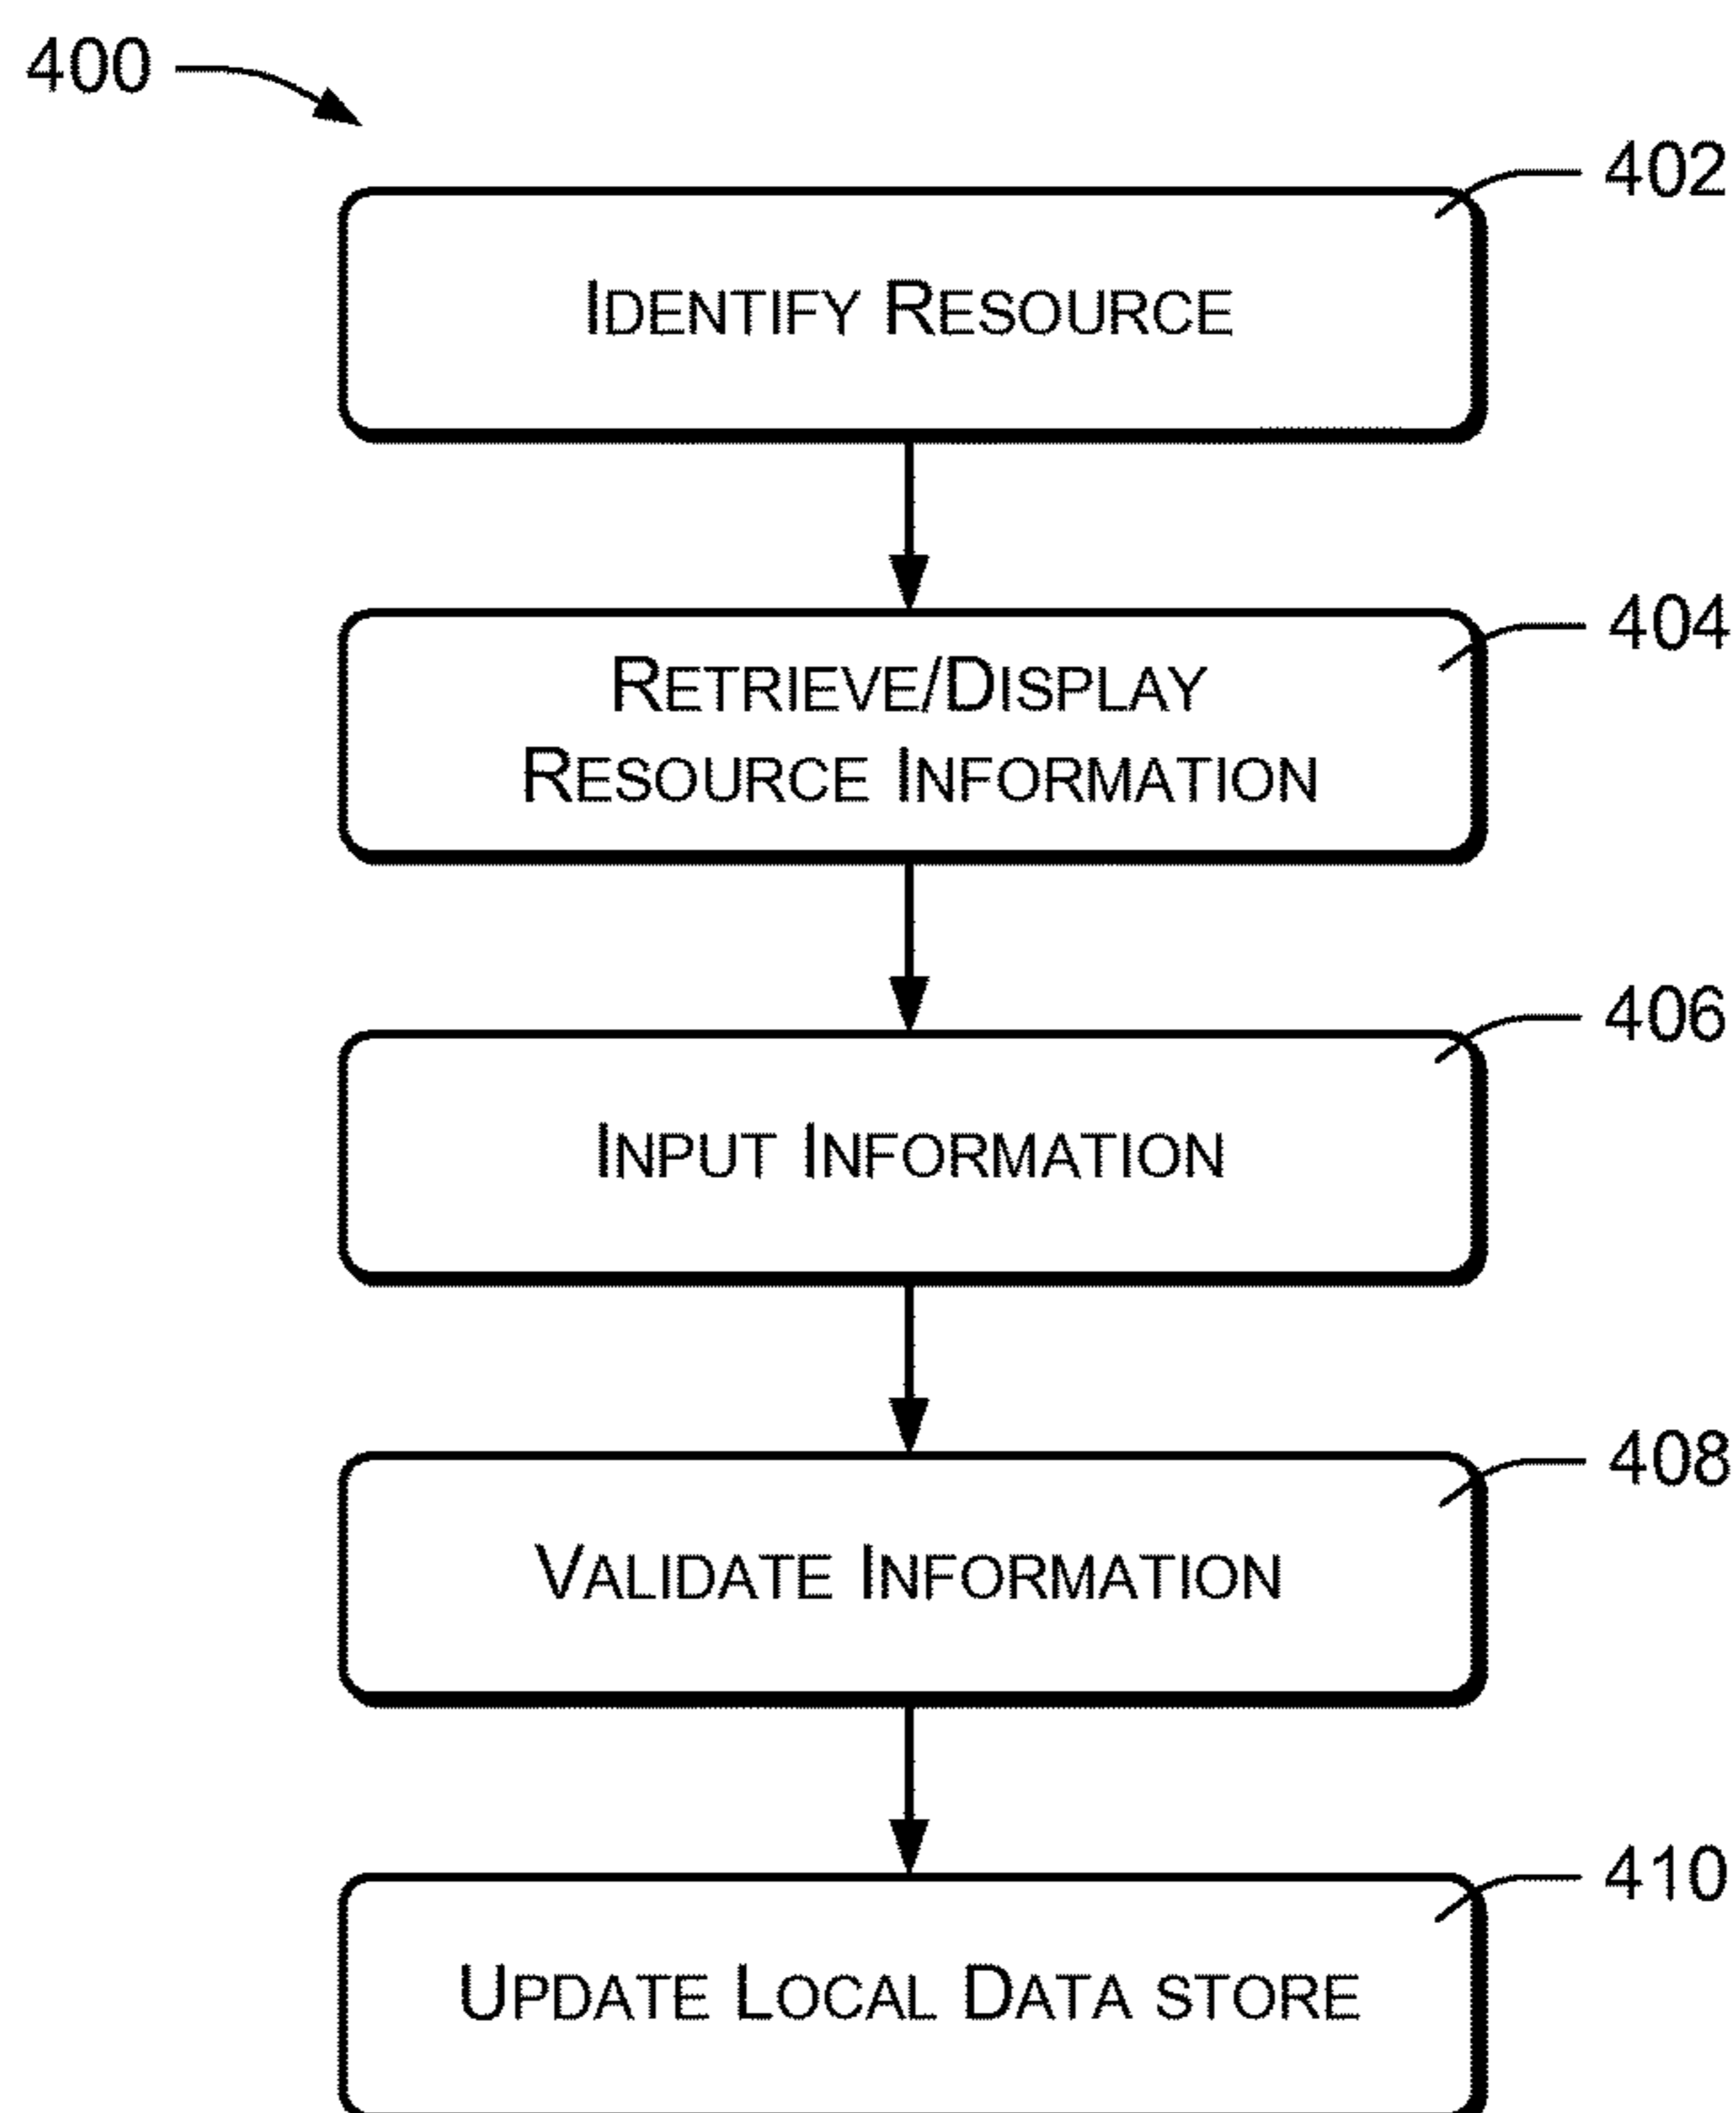 400
402
IDENTIFY RESOURCE
404
RETRIEVE/DISPLAY
RESOURCE INFORMATION
406
INPUT INFORMATION
408
VALIDATE INFORMATION
410
UPDATE LOCAL DATA STORE